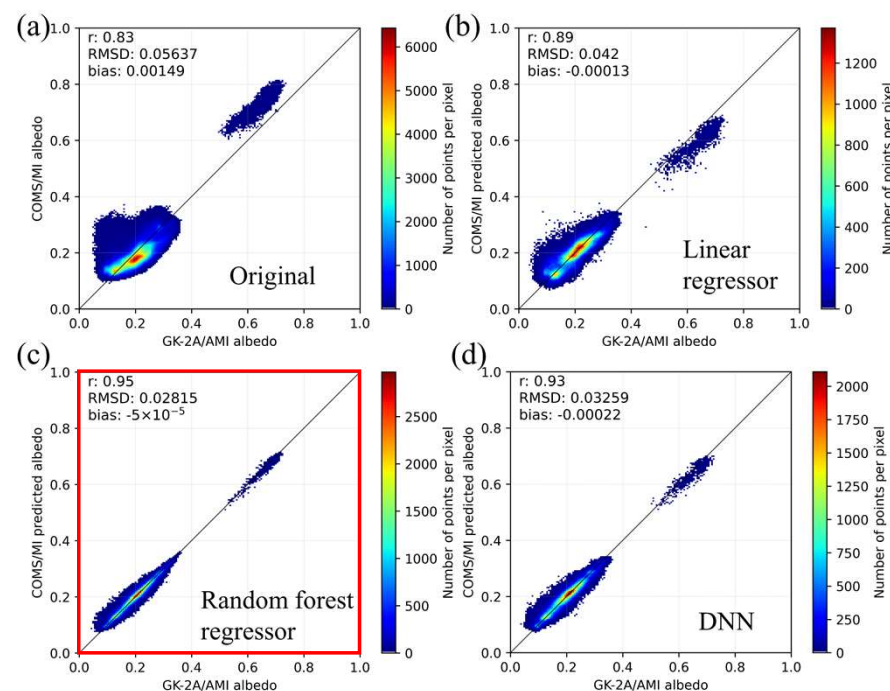 (a)
r: 0.83
RMSD: 0.05637
bias: 0.00149
Original
COMS/MI albedo
GK-2A/AMI albedo
1.0
0.8
0.6
0.4
0.2
0.0
0.0 0.2 0.4 0.6 0.8 1.0
6000
5000
4000
3000
2000
1000
0
Number of points per pixel
(b)
r: 0.89
RMSD: 0.042
bias: -0.00013
Linear
regressor
COMS/MI predicted albedo
GK-2A/AMI albedo
1.0
0.8
0.6
0.4
0.2
0.0
0.0 0.2 0.4 0.6 0.8 1.0
1200
1000
800
600
400
200
0
Number of points per pixel
(c)
r: 0.95
RMSD: 0.02815
bias: -5×10⁻⁵
Random forest
regressor
COMS/MI predicted albedo
GK-2A/AMI albedo
1.0
0.8
0.6
0.4
0.2
0.0
0.0 0.2 0.4 0.6 0.8 1.0
2500
2000
1500
1000
500
0
Number of points per pixel
(d)
r: 0.93
RMSD: 0.03259
bias: -0.00022
DNN
COMS/MI predicted albedo
GK-2A/AMI albedo
1.0
0.8
0.6
0.4
0.2
0.0
0.0 0.2 0.4 0.6 0.8 1.0
2000
1750
1500
1250
1000
750
500
250
0
Number of points per pixel